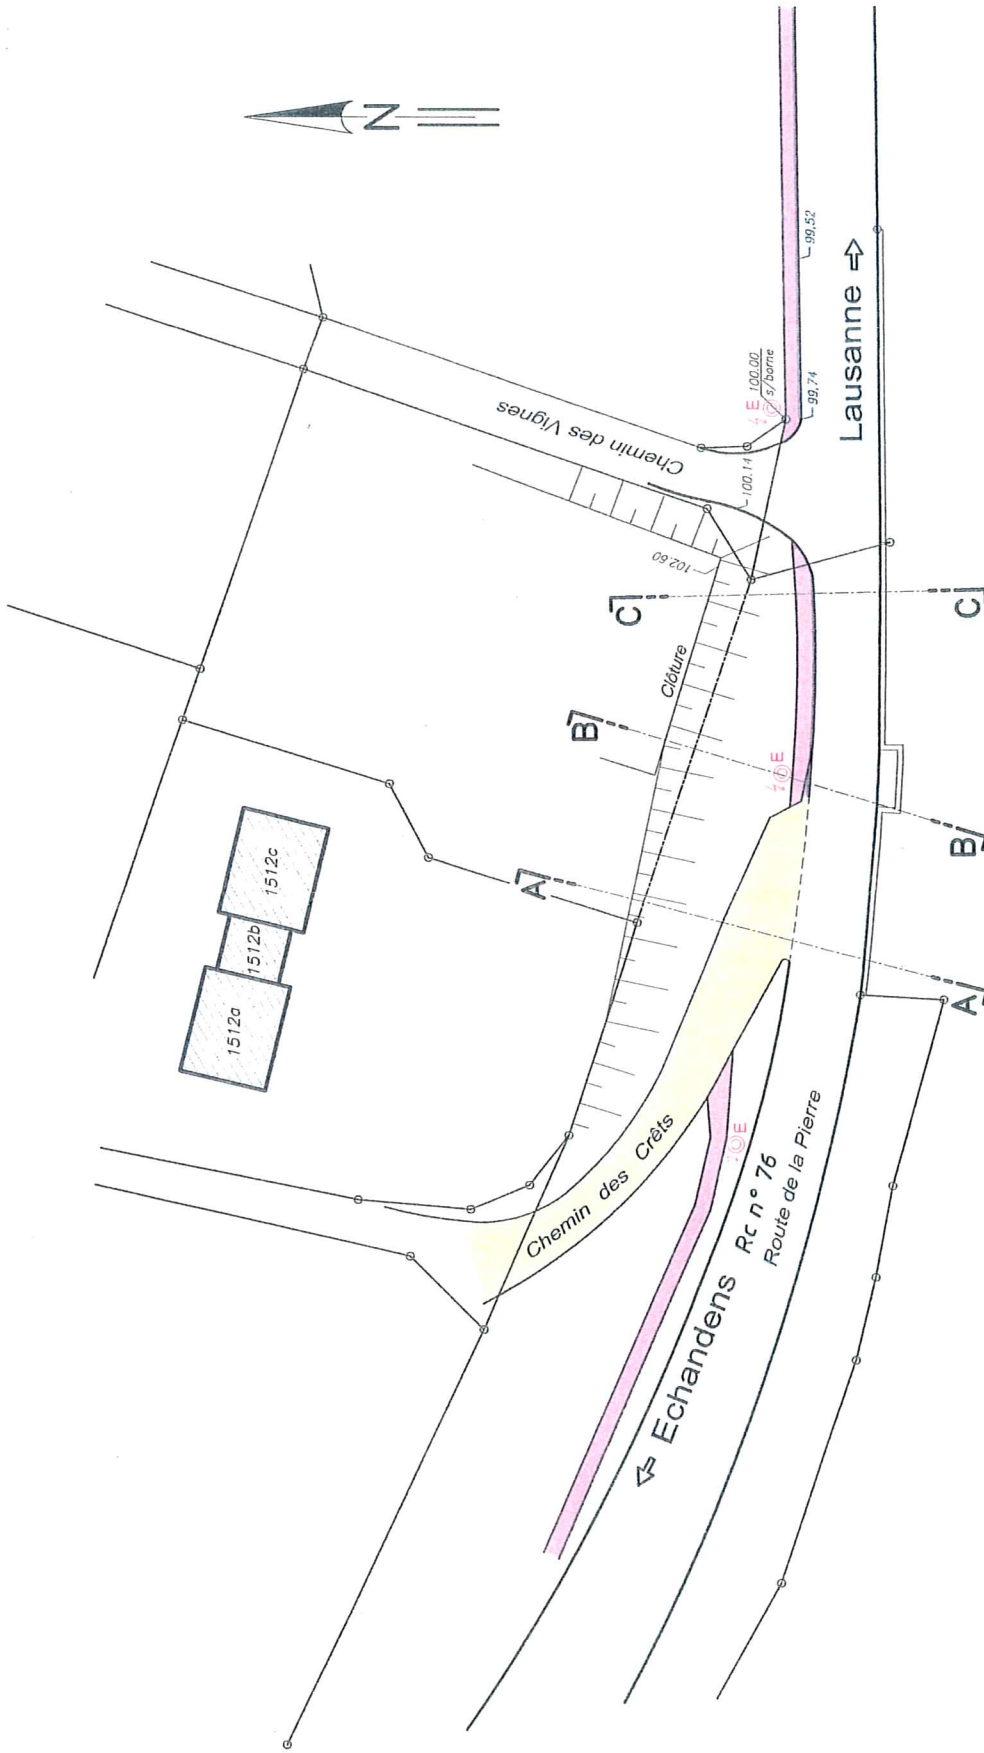 N
Chemin des Vignes
100.14
102.60
E
100.00
s/borne
99.74
99.52
Lausanne ⇨
C
C
Clôture
B
B
E
A
A
1512a
1512b
1512c
Chemin des Crêts
E
Rc n° 76
Route de la Pierre
⇦ Echandens